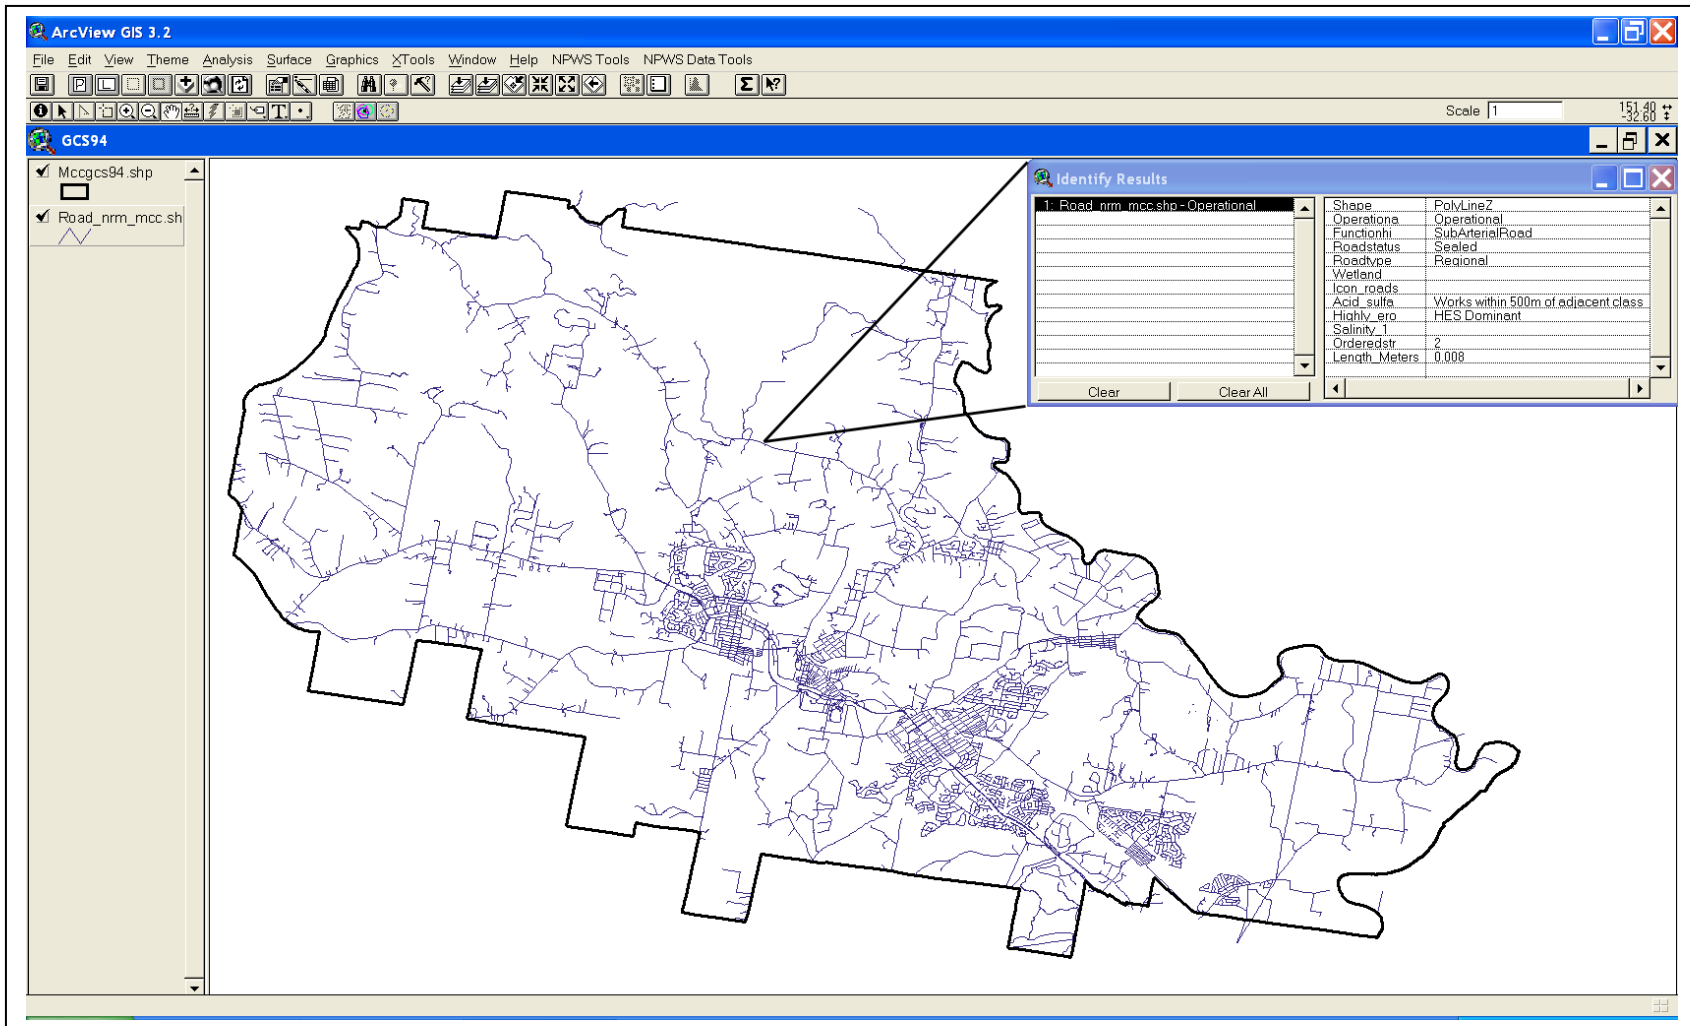 ArcView GIS 3.2
File Edit View Theme Analysis Surface Graphics XTools Window Help NPWS Tools NPWS Data Tools
Scale 1
151.40
-32.60
GCS94
Mccgcs94.shp
Road_nrm_mcc.sh
Identify Results
1: Road_nrm_mcc.shp - Operational
Shape PolyLineZ
Operationa Operational
Functionhi SubArterialRoad
Roadstatus Sealed
Roadtype Regional
Wetland
Icon_roads
Acid_sulfa Works within 500m of adjacent class
Highly_ero HES Dominant
Salinity_1
Orderedstr 2
Length_Meters 0.008
Clear Clear All